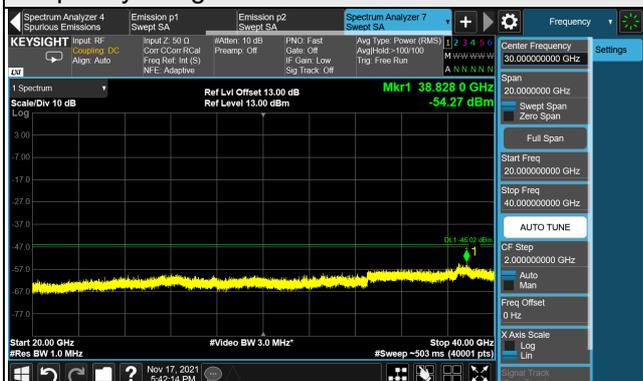 Spectrum Analyzer 4
Spurious Emissions
Emission p1
Swept SA
Emission p2
Swept SA
Spectrum Analyzer 7
Swept SA
Frequency
KEYSIGHT
Input: RF
Coupling: DC
Align: Auto
Input Z: 50 Ω
Corr CCorr RCal
Freq Ref: Int (S)
NFE: Adaptive
#Atten: 10 dB
Preamp: Off
PNO: Fast
Gate: Off
IF Gain: Low
Sig Track: Off
Avg Type: Power (RMS)
Avg|Hold:>100/100
Trig: Free Run
1 2 3 4 5 6
M W W W W W
A N N N N N
LXI
1 Spectrum
Scale/Div 10 dB
Ref Lvl Offset 13.00 dB
Ref Level 13.00 dBm
Mkr1 38.828 0 GHz
-54.27 dBm
Log
3.00
-7.00
-17.0
-27.0
-37.0
-47.0
-57.0
-67.0
-77.0
DL1 -46.02 dBm
1
Start 20.00 GHz
#Res BW 1.0 MHz
#Video BW 3.0 MHz*
Stop 40.00 GHz
#Sweep ~503 ms (40001 pts)
Nov 17, 2021
5:42:14 PM
Center Frequency
30.000000000 GHz
Settings
Span
20.0000000 GHz
Swept Span
Zero Span
Full Span
Start Freq
20.000000000 GHz
Stop Freq
40.000000000 GHz
AUTO TUNE
CF Step
2.000000000 GHz
Auto
Man
Freq Offset
0 Hz
X Axis Scale
Log
Lin
Signal Track